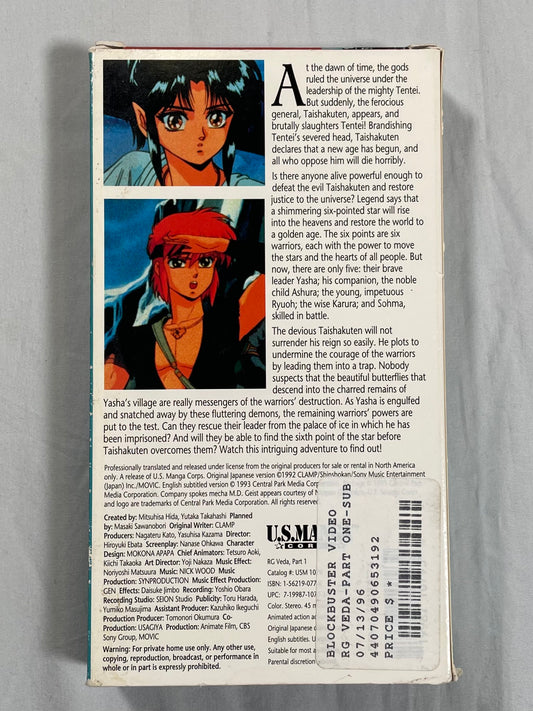 At the dawn of time, the gods
ruled the universe under the
leadership of the mighty Tentei.
But suddenly, the ferocious
general, Taishakuten, appears, and
brutally slaughters Tentei! Brandishing
Tentei's severed head, Taishakuten
declares that a new age has begun, and
all who oppose him will die horribly.
Is there anyone alive powerful enough to
defeat the evil Taishakuten and restore
justice to the universe? Legend says that
a shimmering six-pointed star will rise
into the heavens and restore the world to
a golden age. The six points are six
warriors, each with the power to move
the stars and the hearts of all people. But
now, there are only five: their brave
leader Yasha; his companion, the noble
child Ashura; the young, impetuous
Ryuoh; the wise Karura; and Sohma,
skilled in battle.
The devious Taishakuten will not
surrender his reign so easily. He plots to
undermine the courage of the warriors
by leading them into a trap. Nobody
suspects that the beautiful butterflies that
descend into the charred remains of
Yasha's village are really messengers of the warriors' destruction. As Yasha is engulfed
and snatched away by these fluttering demons, the remaining warriors' powers are
put to the test. Can they rescue their leader from the palace of ice in which he has
been imprisoned? And will they be able to find the sixth point of the star before
Taishakuten overcomes them? Watch this intriguing adventure to find out!
Professionally translated and released under license from the original producers for sale or rental in North America
only. A release of U.S. Manga Corps. Original Japanese version ©1992 CLAMP/Shinshokan/Sony Music Entertainment
(Japan) Inc./MOVIC. English subtitled version © 1993 Central Park Media Corporation. All rights reserved. Central Park
Media Corporation. Company spokes mecha M.D. Geist appears courtesy of N
and logo are trademarks of Central Park Media Corporation. All rights reserved.
Created by: Mitsuhisa Hida, Yutaka Takahashi Planned
by: Masaki Sawanobori Original Writer: CLAMP
Producers: Nagateru Kato, Yasuhisa Kazama Director:
Hiroyuki Ebata Screenplay: Nanase Ohkawa Character
Design: MOKONA APAPA Chief Animators: Tetsuro Aoki,
Kiichi Takaoka Art Director: Yoji Nakaza Music Effect:
Noriyoshi Matsuura Music: NICK WOOD Music
Production: SYNPRODUCTION Music Effect Production:
GEN Effects: Daisuke Jimbo Recording: Yoshio Obara
Recording Studio: SEION Studio Publicity: Toru Harada,
Yumiko Masujima Assistant Producer: Kazuhiko Ikeguchi
Production Producer: Tomonori Okumura Co-
Production: USAGIYA Production: Animate Film, CBS
Sony Group, MOVIC
Warning: For private home use only. Any other use,
copying, reproduction, broadcast, or performance in
whole or in part is expressly prohibited.
U.S.MA
CORP
RG Veda, Part 1
Catalog #: USM 10
ISBN: 1-56219-077
UPC: 7-19987-107
Color. Stereo. 45 m
Animated action ad
Original Japanese d
English subtitles. U
Suitable for most a
Parental discretion
BLOCKBUSTER VIDEO
RG VEDA-PART ONE-SUB
07/13/96
44070490653192
PRICE $ *